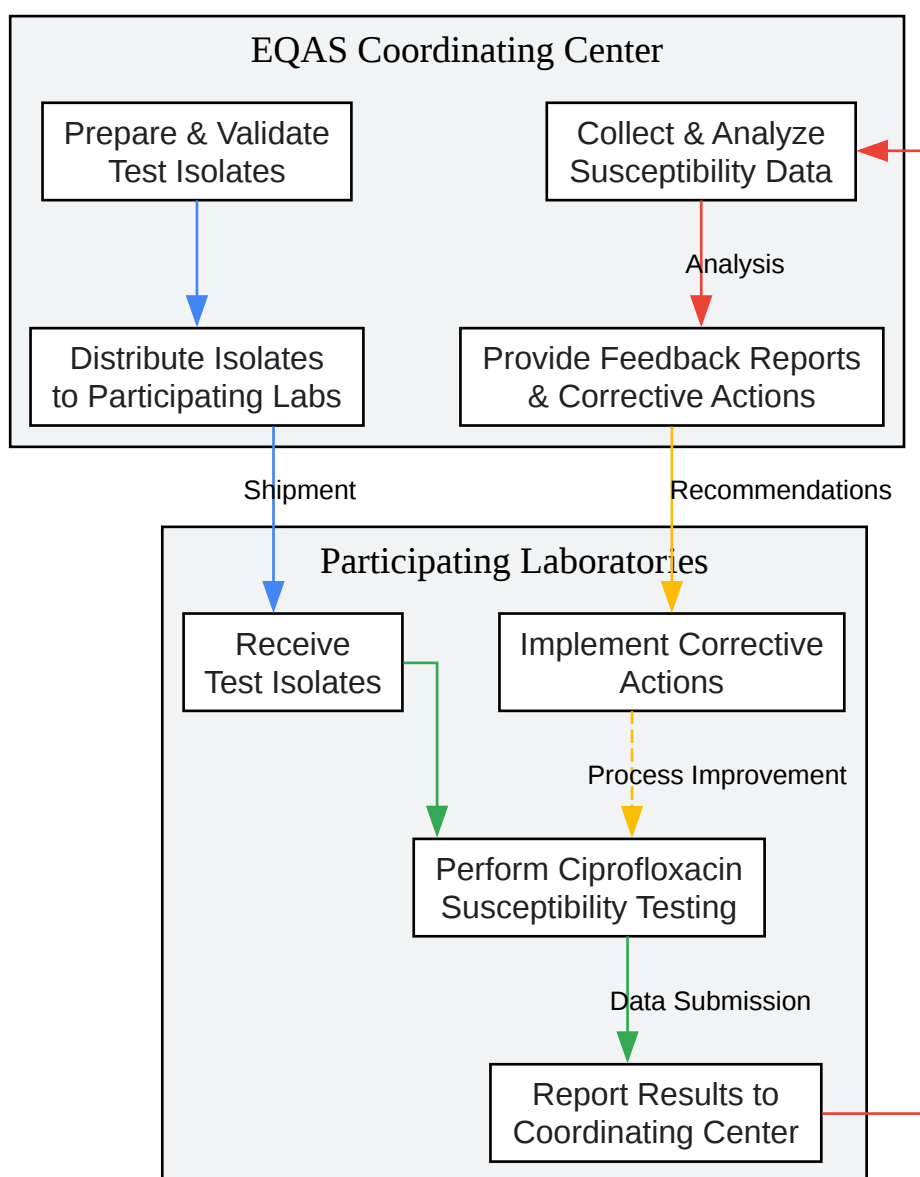 EQAS Coordinating Center
Prepare & Validate
Test Isolates
Collect & Analyze
Susceptibility Data
Analysis
Distribute Isolates
to Participating Labs
Provide Feedback Reports
& Corrective Actions
Shipment
Recommendations
Participating Laboratories
Receive
Test Isolates
Implement Corrective
Actions
Process Improvement
Perform Ciprofloxacin
Susceptibility Testing
Data Submission
Report Results to
Coordinating Center